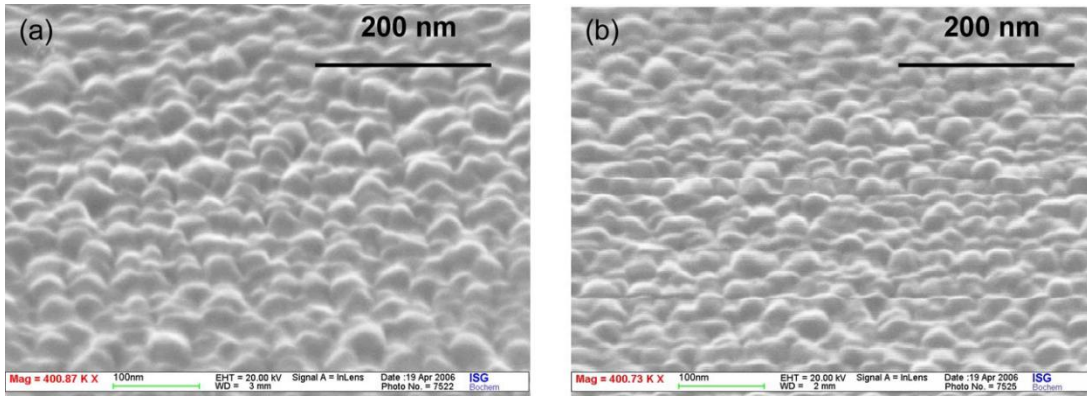 (a)
200 nm
Mag = 400.87 K X
100nm
EHT = 20.00 kV
WD = 3 mm
Signal A = InLens
Date :19 Apr 2006
Photo No. = 7522
ISG
Bochem
(b)
200 nm
Mag = 400.73 K X
100nm
EHT = 20.00 kV
WD = 2 mm
Signal A = InLens
Date :19 Apr 2006
Photo No. = 7525
ISG
Bochem